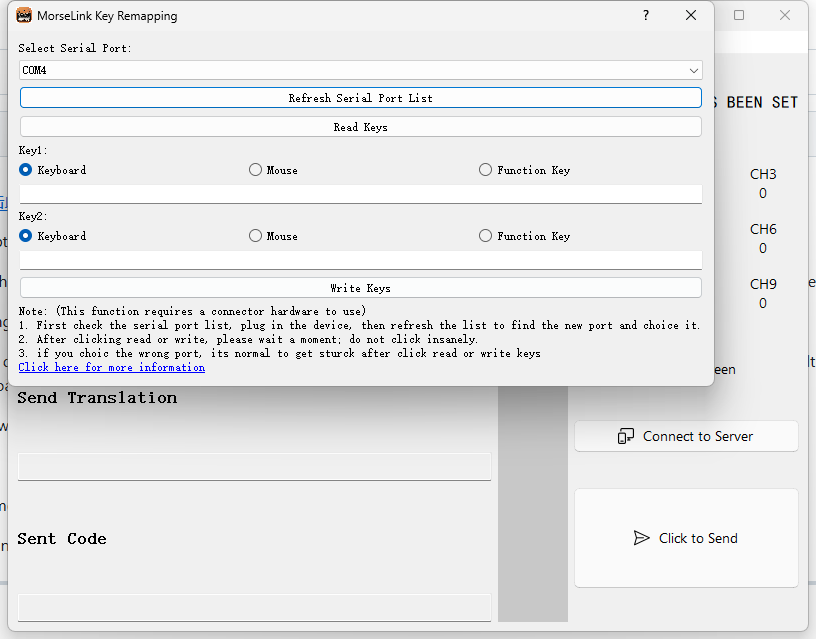 MorseLink Key Remapping
?
Select Serial Port:
COM4
Refresh Serial Port List
Read Keys
Key1:
Keyboard Mouse Function Key
Key2:
Keyboard Mouse Function Key
Write Keys
Note: (This function requires a connector hardware to use)
1. First check the serial port list, plug in the device, then refresh the list to find the new port and choice it.
2. After clicking read or write, please wait a moment; do not click insanely.
3. if you choic the wrong port, its normal to get sturck after click read or write keys
Click here for more information
BEEN SET
CH3
0
CH6
0
CH9
0
een
Connect to Server
Click to Send
Send Translation
Sent Code